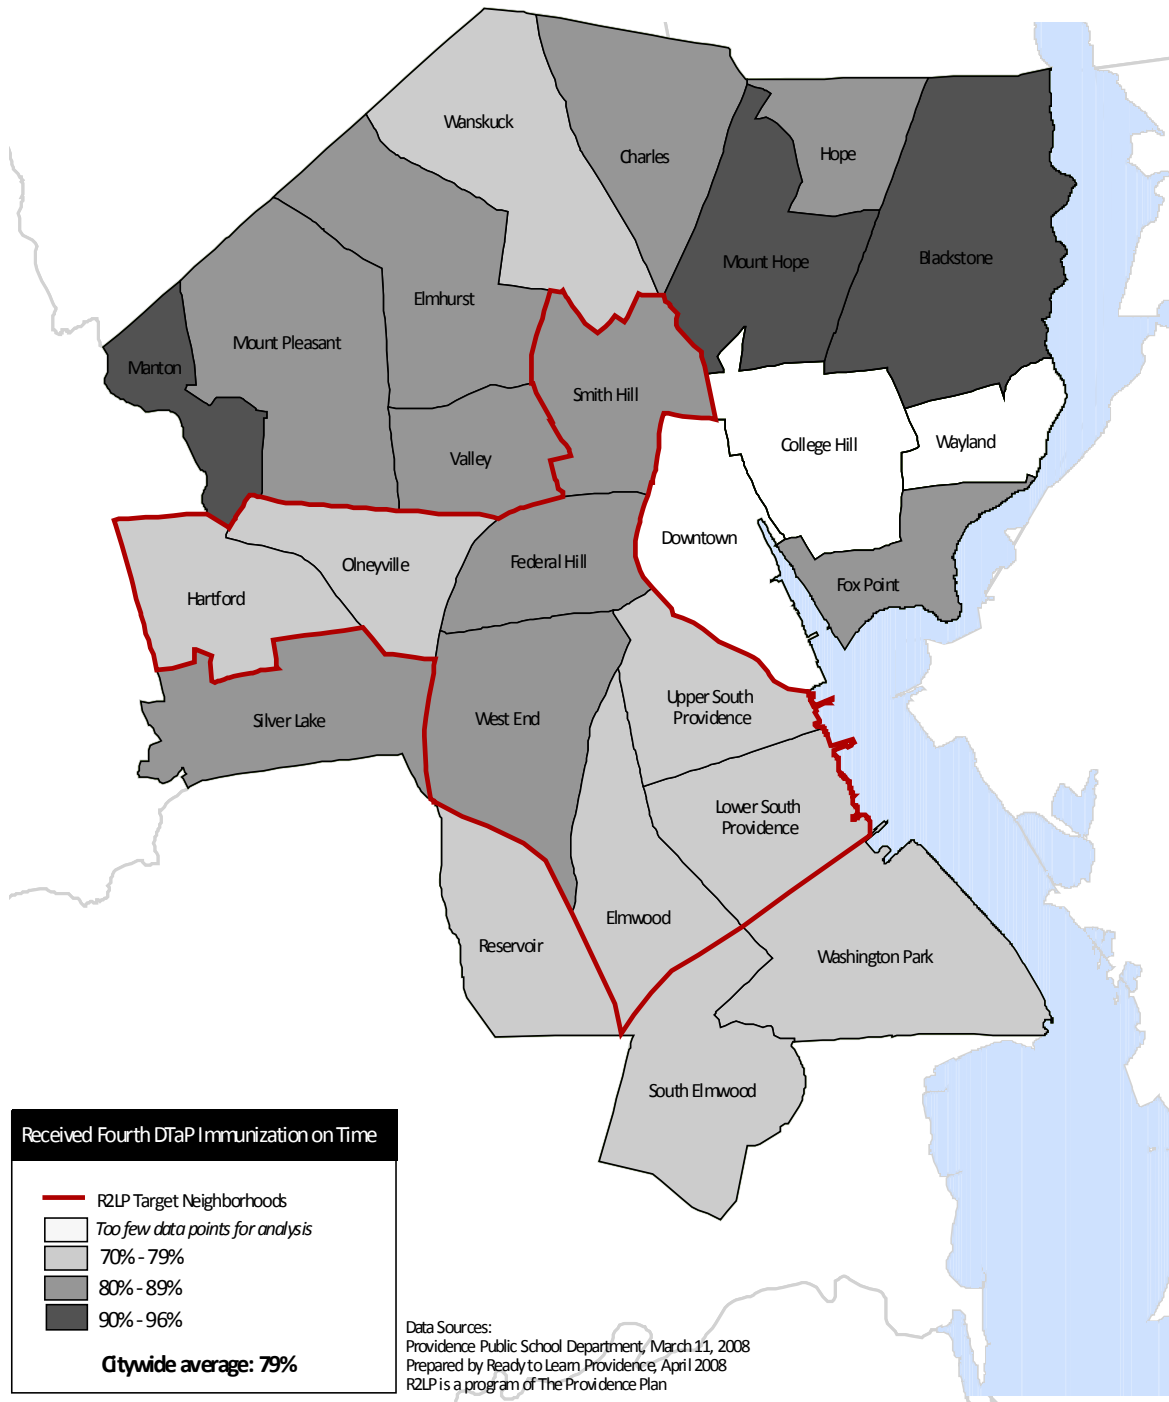 Wanskuck
Charles
Hope
Mount Hope
Blackstone
Elmhurst
Mount Pleasant
Manton
Smith Hill
Valley
College Hill
Wayland
Downtown
Federal Hill
Olneyville
Hartford
Fox Point
Silver Lake
West End
Upper South
Providence
Lower South
Providence
Elmwood
Reservoir
Washington Park
South Elmwood
Received Fourth DTaP Immunization on Time
R2LP Target Neighborhoods
Too few data points for analysis
70% - 79%
80% - 89%
90% - 96%
Citywide average: 79%
Data Sources:
Providence Public School Department, March 11, 2008
Prepared by Ready to Learn Providence, April 2008
R2LP is a program of The Providence Plan